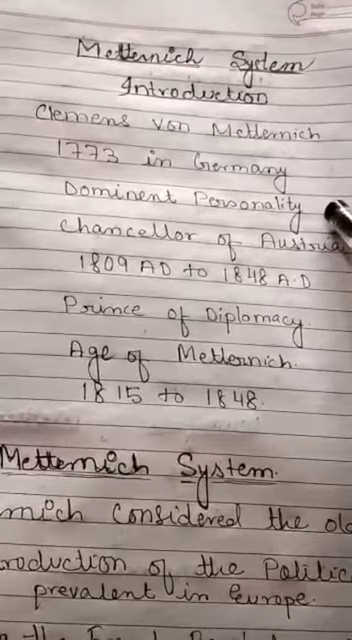 Metternich System
Introduction
Clemens von Metternich
1773 in Germany
Dominent Personality
Chancellor of Austria
1809 AD to 1848 A.D
Prince of Diplomacy.
Age of Metternich.
1815 to 1848.
Metternich System.
rnich considered the old
roduction of the Politic
prevalent in Europe.